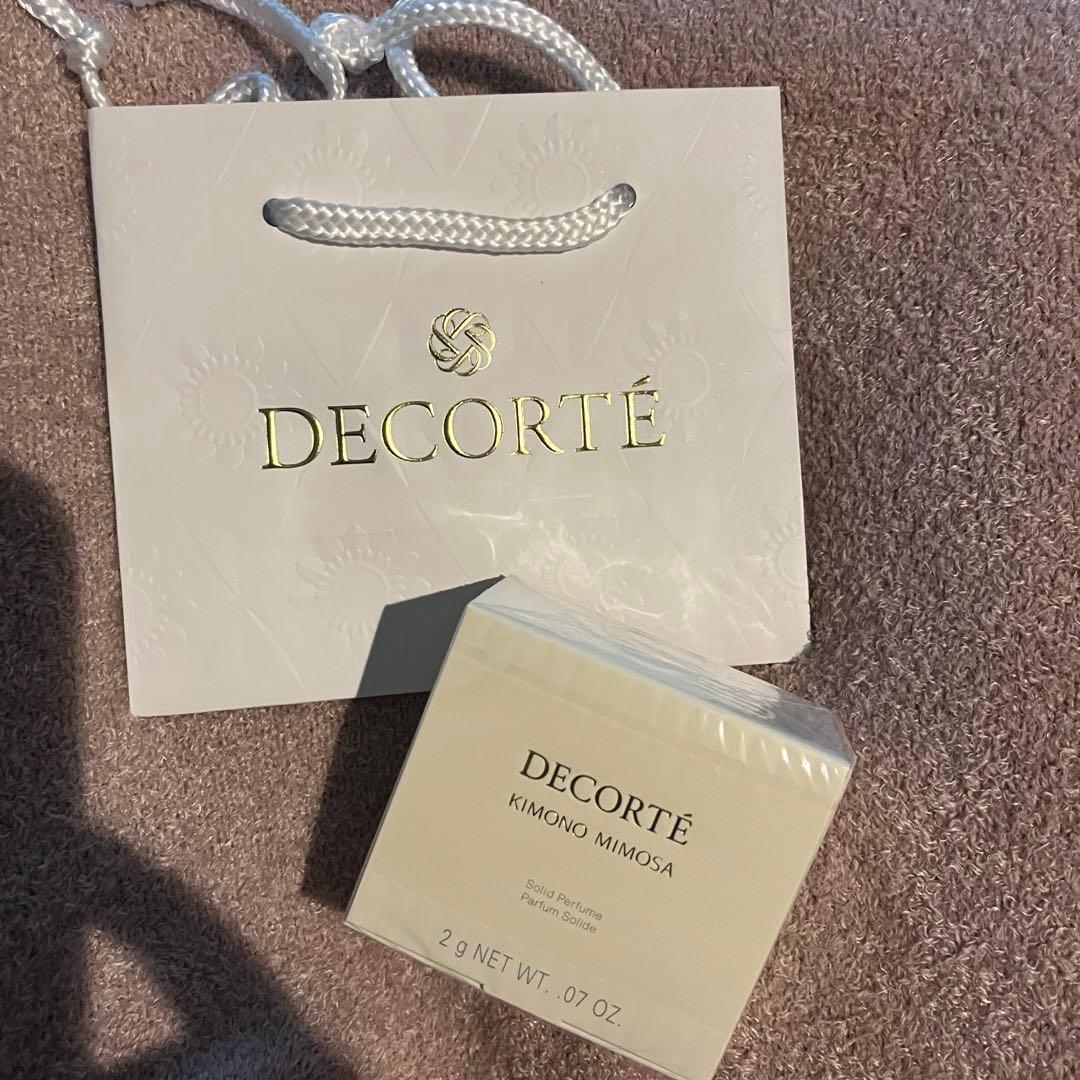 DECORTÉ
DECORTÉ
KIMONO MIMOSA
Solid Perfume
Parfum Solide
2 g NET WT. .07 OZ.